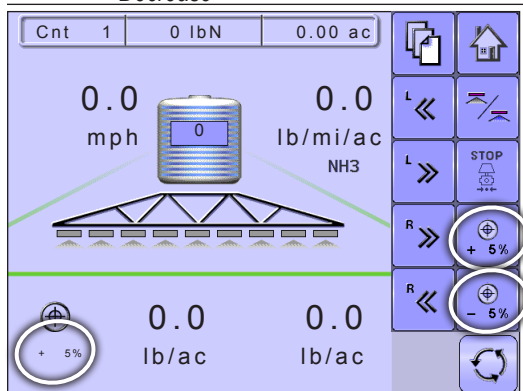 Decrease
Cnt 1 0 lbN 0.00 ac
0.0 0 0.0
mph lb/mi/ac
NH3
L
L STOP
R + 5%
R - 5%
+ 5%
0.0 0.0
lb/ac lb/ac